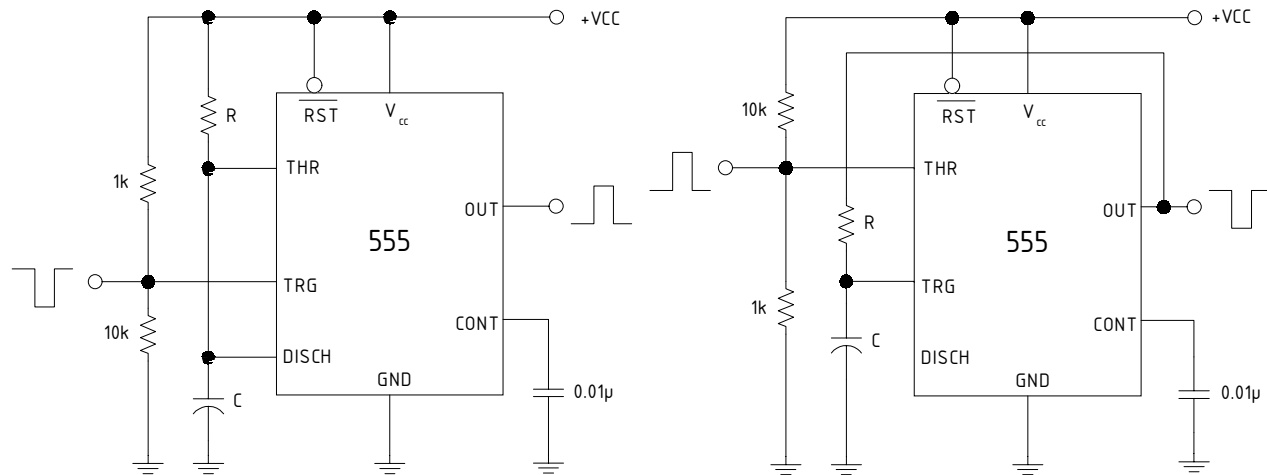 +VCC
R
RST
Vcc
THR
1k
OUT
555
TRG
10k
CONT
DISCH
GND
C
0.01µ
+VCC
10k
RST
Vcc
THR
R
OUT
555
TRG
1k
CONT
C
DISCH
GND
0.01µ